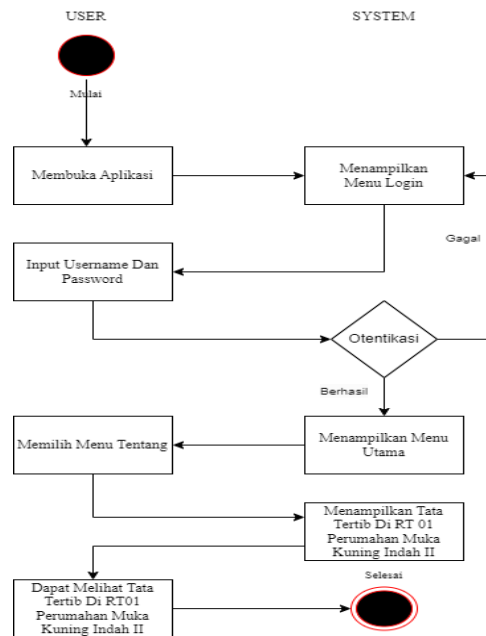 USER
SYSTEM
Mulai
Membuka Aplikasi
Menampilkan
Menu Login
Gagal
Input Username Dan
Password
Otentikasi
Berhasil
Memilih Menu Tentang
Menampilkan Menu
Utama
Menampilkan Tata
Tertib Di RT 01
Perumahan Muka
Kuning Indah II
Selesai
Dapat Melihat Tata
Tertib Di RT01
Perumahan Muka
Kuning Indah II